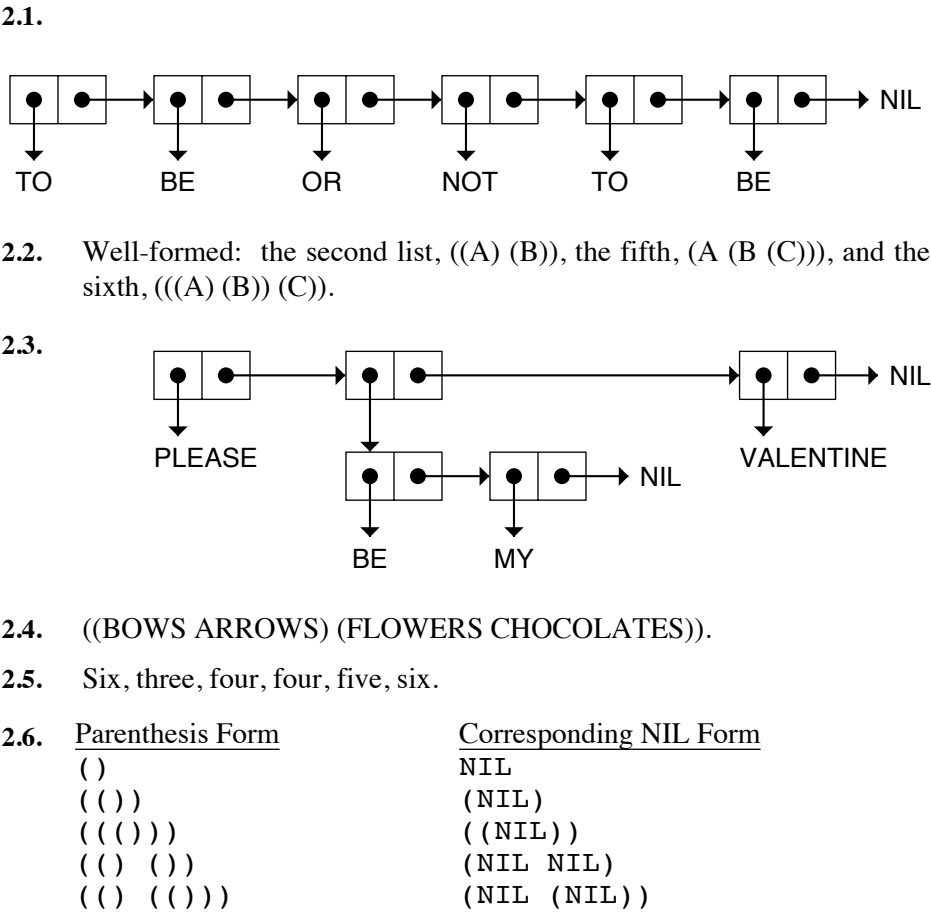 2.1.
NIL
TO BE OR NOT TO BE
2.2. Well-formed: the second list, ((A) (B)), the fifth, (A (B (C))), and the
sixth, (((A) (B)) (C)).
2.3.
NIL
PLEASE VALENTINE
NIL
BE MY
2.4. ((BOWS ARROWS) (FLOWERS CHOCOLATES)).
2.5. Six, three, four, four, five, six.
2.6. Parenthesis Form Corresponding NIL Form
() NIL
(()) (NIL)
((())) ((NIL))
(() ()) (NIL NIL)
(() (())) (NIL (NIL))